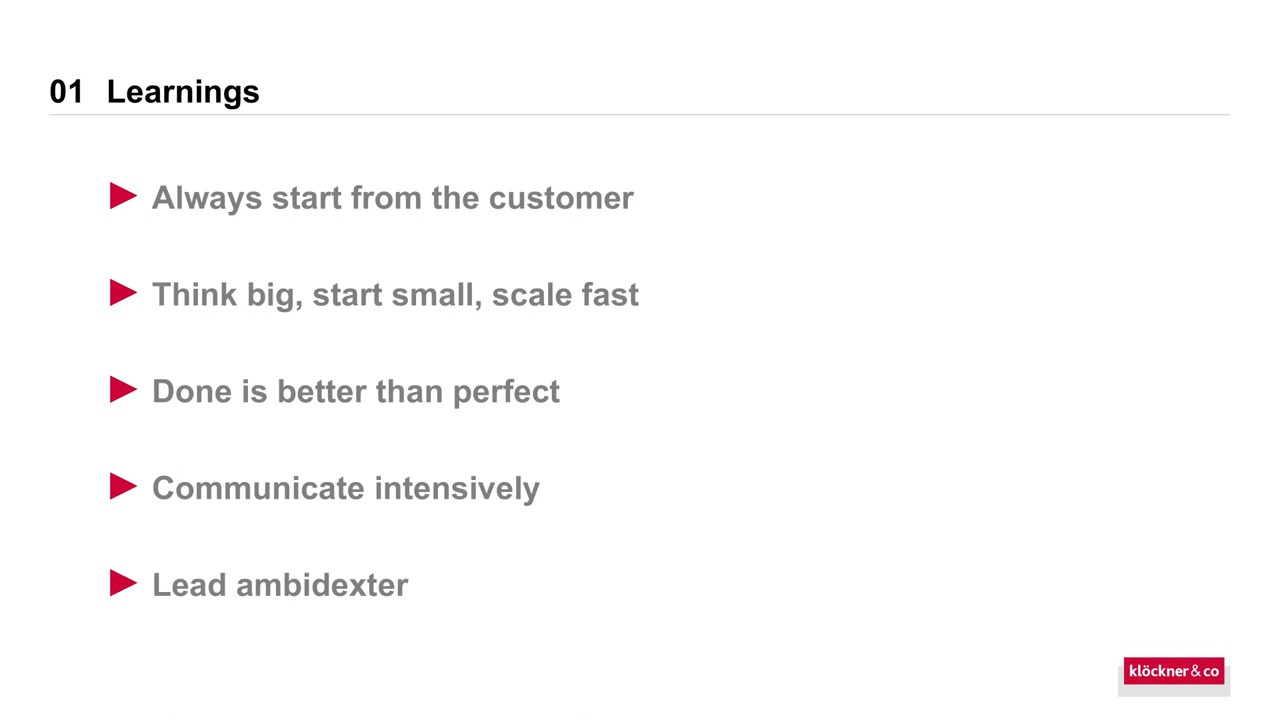 01 Learnings
► Always start from the customer
► Think big, start small, scale fast
► Done is better than perfect
► Communicate intensively
► Lead ambidexter
klöckner & co